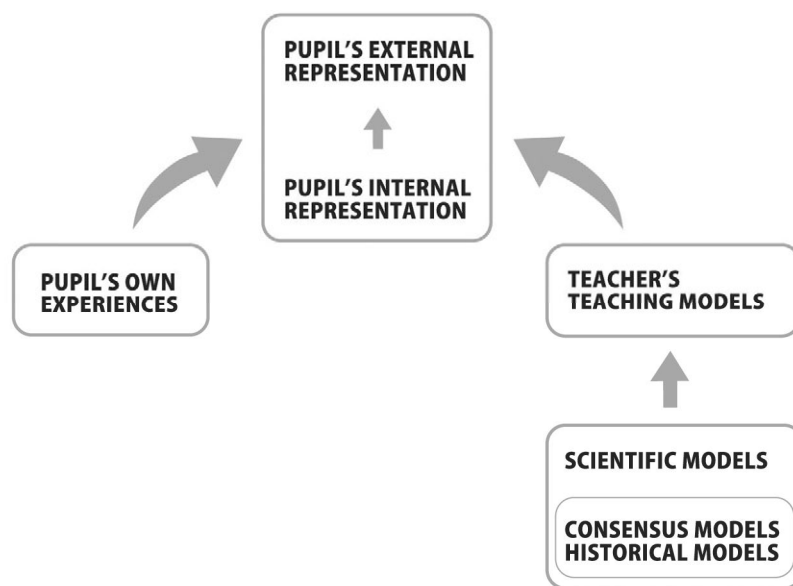 PUPIL’S EXTERNAL
REPRESENTATION
PUPIL’S INTERNAL
REPRESENTATION
PUPIL’S OWN
EXPERIENCES
TEACHER’S
TEACHING MODELS
SCIENTIFIC MODELS
CONSENSUS MODELS
HISTORICAL MODELS